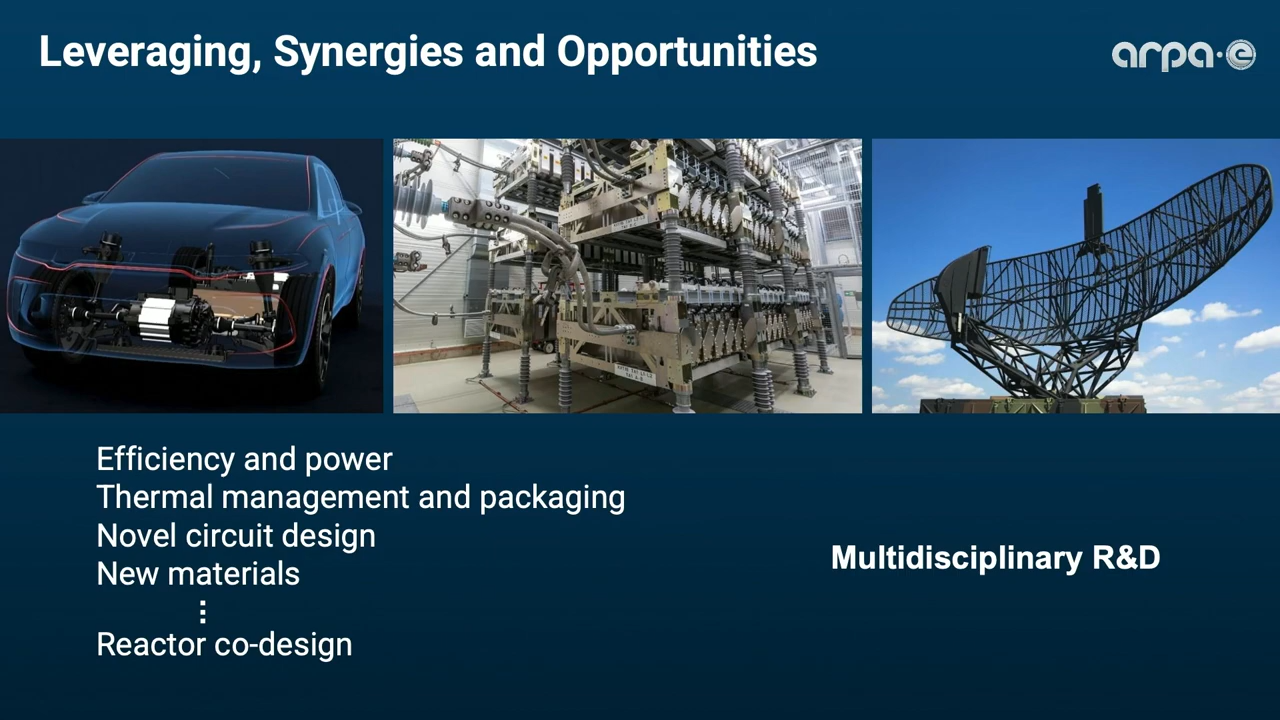 Leveraging, Synergies and Opportunities
arpa·e
Efficiency and power
Thermal management and packaging
Novel circuit design
New materials
⋮
Reactor co-design
Multidisciplinary R&D